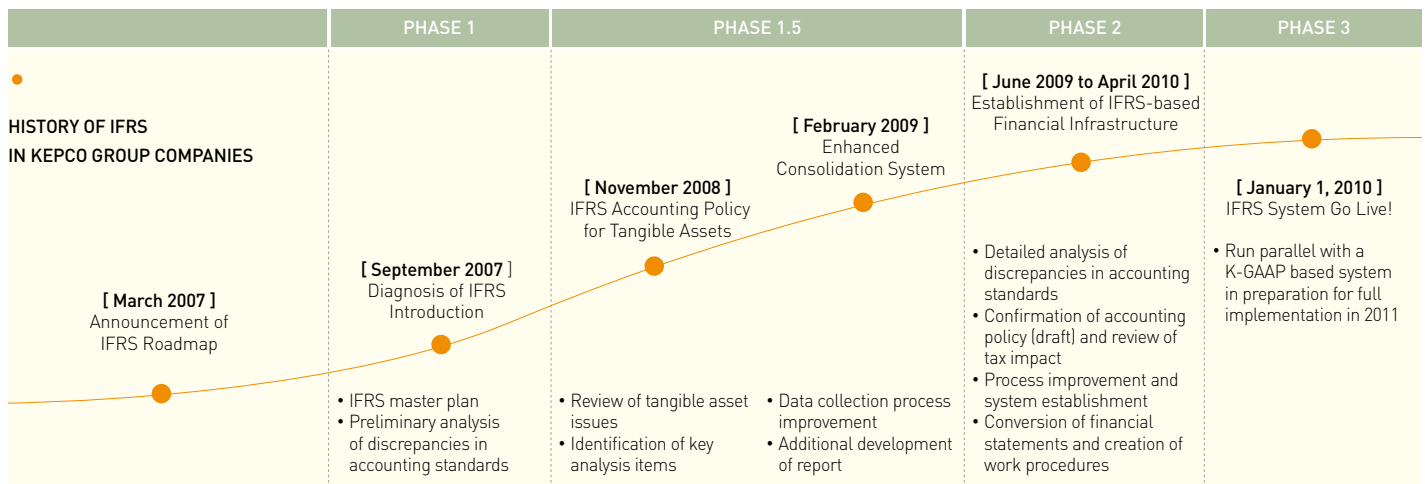 PHASE 1
PHASE 1.5
PHASE 2
PHASE 3
HISTORY OF IFRS
IN KEPCO GROUP COMPANIES
[ March 2007 ]
Announcement of
IFRS Roadmap
[ September 2007 ]
Diagnosis of IFRS
Introduction
• IFRS master plan
• Preliminary analysis
of discrepancies in
accounting standards
[ November 2008 ]
IFRS Accounting Policy
for Tangible Assets
• Review of tangible asset
issues
• Identification of key
analysis items
[ February 2009 ]
Enhanced
Consolidation System
• Data collection process
improvement
• Additional development
of report
[ June 2009 to April 2010 ]
Establishment of IFRS-based
Financial Infrastructure
• Detailed analysis of
discrepancies in accounting
standards
• Confirmation of accounting
policy (draft) and review of
tax impact
• Process improvement and
system establishment
• Conversion of financial
statements and creation of
work procedures
[ January 1, 2010 ]
IFRS System Go Live!
• Run parallel with a
K-GAAP based system
in preparation for full
implementation in 2011